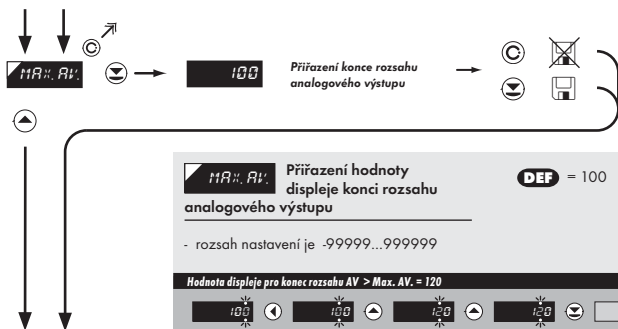 MAX. AV.
100
Přiřazení konce rozsahu
analogového výstupu
MAX. AV. Přiřazení hodnoty
displeje konci rozsahu
analogového výstupu
DEF = 100
- rozsah nastavení je -99999...999999
Hodnota displeje pro konec rozsahu AV > Max. AV. = 120
100 100 120 120